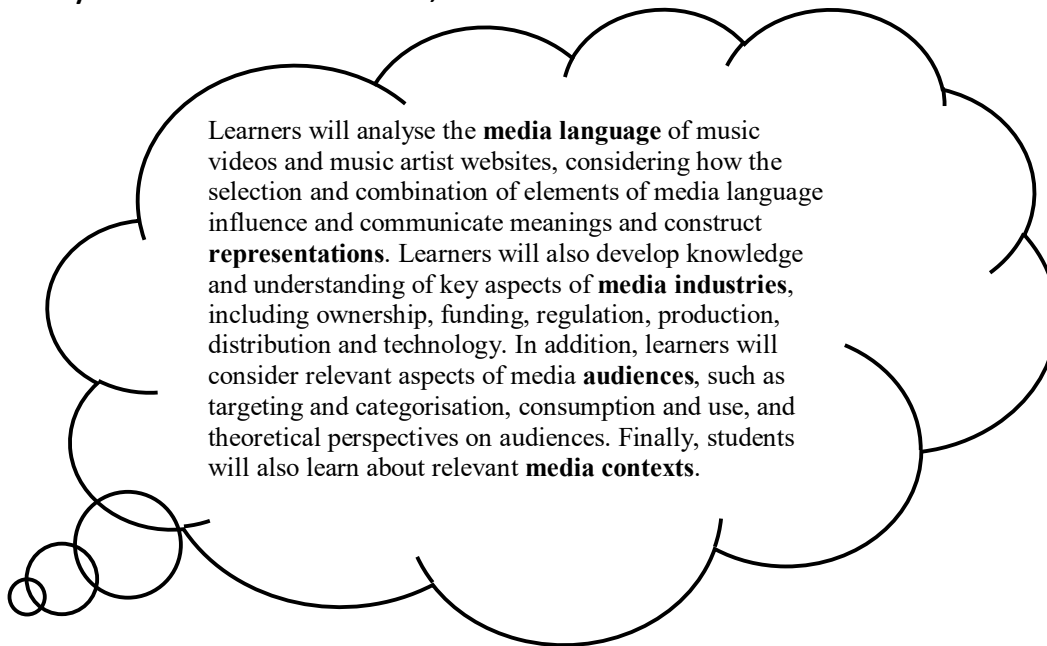 Learners will analyse the media language of music
videos and music artist websites, considering how the
selection and combination of elements of media language
influence and communicate meanings and construct
representations. Learners will also develop knowledge
and understanding of key aspects of media industries,
including ownership, funding, regulation, production,
distribution and technology. In addition, learners will
consider relevant aspects of media audiences, such as
targeting and categorisation, consumption and use, and
theoretical perspectives on audiences. Finally, students
will also learn about relevant media contexts.